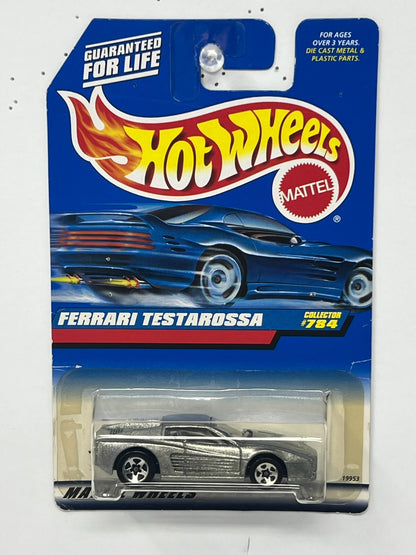 GUARANTEED
FOR LIFE
FOR AGES
OVER 3 YEARS.
DIE CAST METAL &
PLASTIC PARTS.
HOT WHEELS
MATTEL
®
FERRARI TESTAROSSA
COLLECTOR
#784
19953
WHEELS